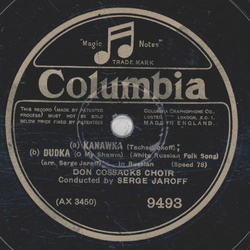 "Magic Notes"
TRADE MARK
Columbia
THIS RECORD (MADE BY PATENTED
PROCESS) MUST NOT BE SOLD
BELOW PRICE FIXED BY PATENTEES
COLUMBIA GRAPHOPHONE CO.
LIMITED, LONDON, E.C.1
MADE IN ENGLAND.
(a) KANAWKA
(b) DUDKA (O My Shawm) (White Russian Folk Song)
(arr. Serge Jaroff) In Russian (Speed 78)
DON COSSACKS CHOIR
Conducted by SERGE JAROFF
(AX 3450)
9493